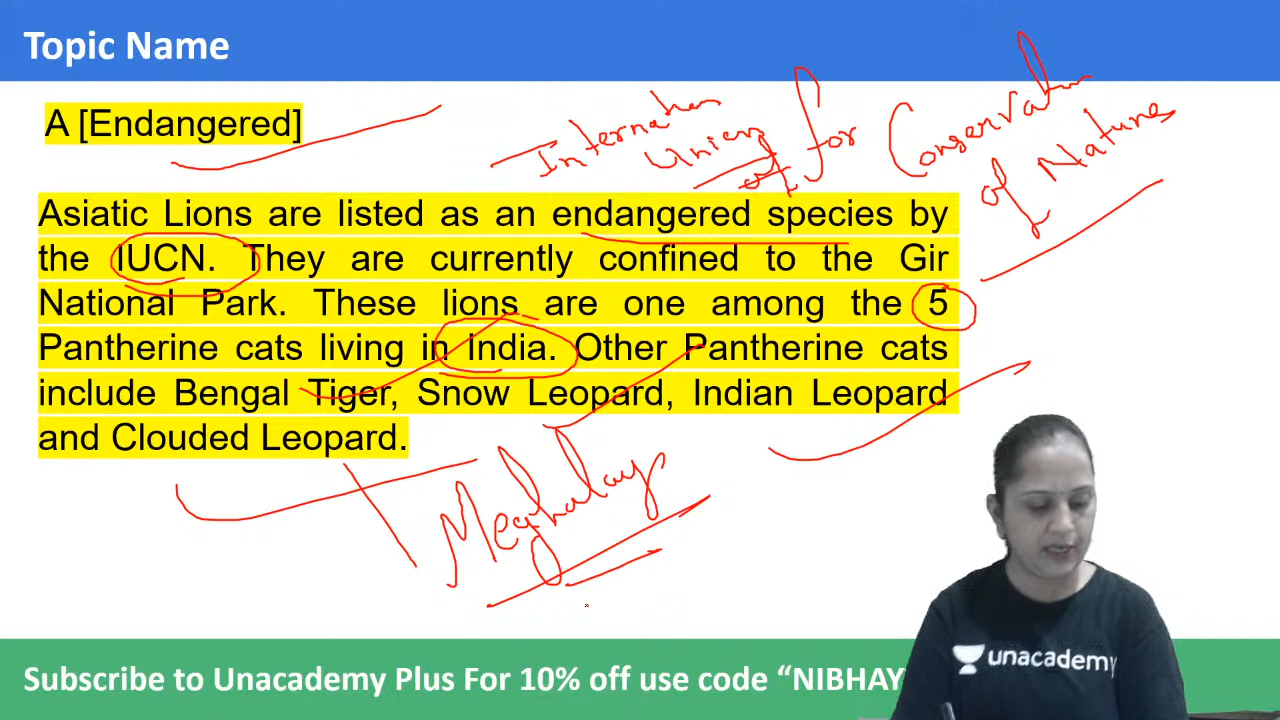 Topic Name
A [Endangered]
Internation
Union of for Conservation
of Nature
Asiatic Lions are listed as an endangered species by
the IUCN. They are currently confined to the Gir
National Park. These lions are one among the 5
Pantherine cats living in India. Other Pantherine cats
include Bengal Tiger, Snow Leopard, Indian Leopard
and Clouded Leopard.
Meghalaya
unacademy
Subscribe to Unacademy Plus For 10% off use code “NIBHAY